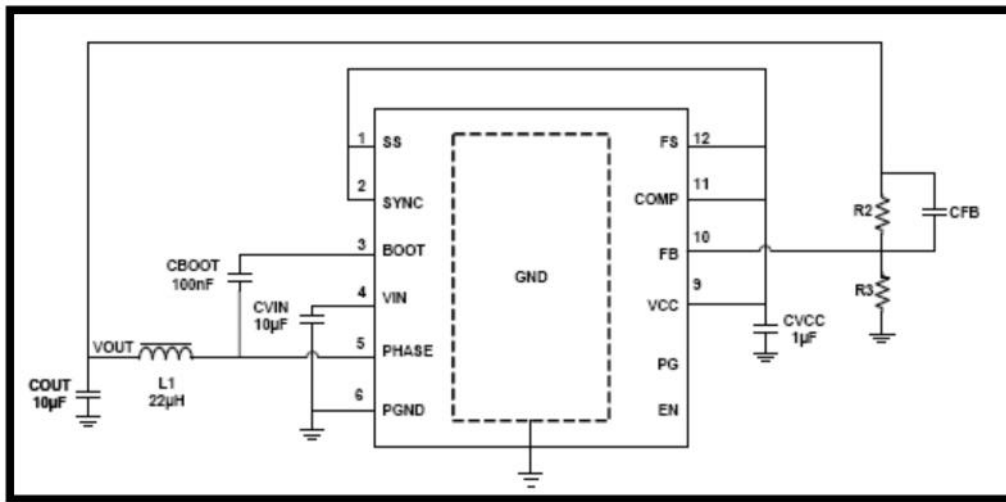 1
SS
2
SYNC
3
BOOT
4
VIN
5
PHASE
6
PGND
GND
FS
12
COMP
11
FB
10
VCC
9
PG
EN
CBOOT
100nF
CVIN
10µF
VOUT
L1
22µH
COUT
10µF
R2
CFB
R3
CVCC
1µF